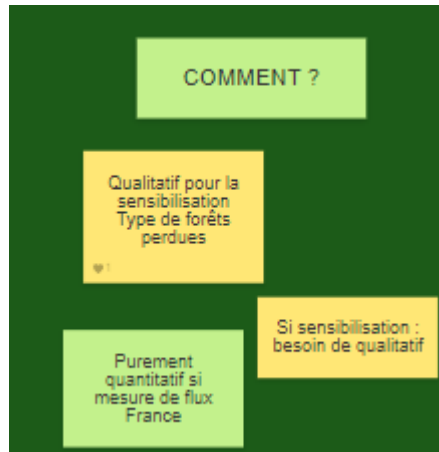 COMMENT ?
Qualitatif pour la
sensibilisation
Type de forêts
perdues
1
Si sensibilisation :
besoin de qualitatif
Purement
quantitatif si
mesure de flux
France